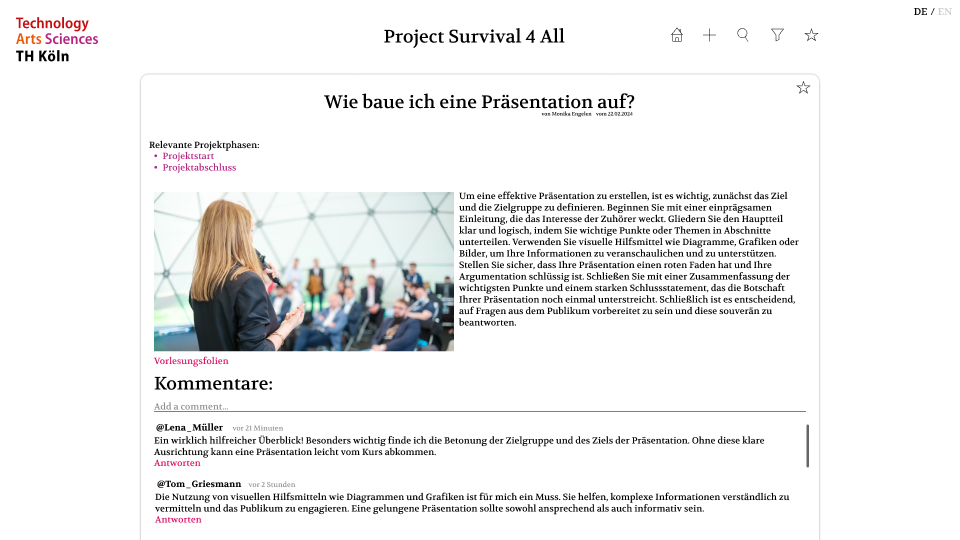 DE / EN
Technology
Arts Sciences
TH Köln
Project Survival 4 All
Wie baue ich eine Präsentation auf?
von Monika Engelen vom 22.02.2024
Relevante Projektphasen:
• Projektstart
• Projektabschluss
Um eine effektive Präsentation zu erstellen, ist es wichtig, zunächst das Ziel
und die Zielgruppe zu definieren. Beginnen Sie mit einer einprägsamen
Einleitung, die das Interesse der Zuhörer weckt. Gliedern Sie den Hauptteil
klar und logisch, indem Sie wichtige Punkte oder Themen in Abschnitte
unterteilen. Verwenden Sie visuelle Hilfsmittel wie Diagramme, Grafiken oder
Bilder, um Ihre Informationen zu veranschaulichen und zu unterstützen.
Stellen Sie sicher, dass Ihre Präsentation einen roten Faden hat und Ihre
Argumentation schlüssig ist. Schließen Sie mit einer Zusammenfassung der
wichtigsten Punkte und einem starken Schlussstatement, das die Botschaft
Ihrer Präsentation noch einmal unterstreicht. Schließlich ist es entscheidend,
auf Fragen aus dem Publikum vorbereitet zu sein und diese souverän zu
beantworten.
Vorlesungsfolien
Kommentare:
Add a comment...
@Lena_Müller vor 21 Minuten
Ein wirklich hilfreicher Überblick! Besonders wichtig finde ich die Betonung der Zielgruppe und des Ziels der Präsentation. Ohne diese klare
Ausrichtung kann eine Präsentation leicht vom Kurs abkommen.
Antworten
@Tom_Griesmann vor 2 Stunden
Die Nutzung von visuellen Hilfsmitteln wie Diagrammen und Grafiken ist für mich ein Muss. Sie helfen, komplexe Informationen verständlich zu
vermitteln und das Publikum zu engagieren. Eine gelungene Präsentation sollte sowohl ansprechend als auch informativ sein.
Antworten